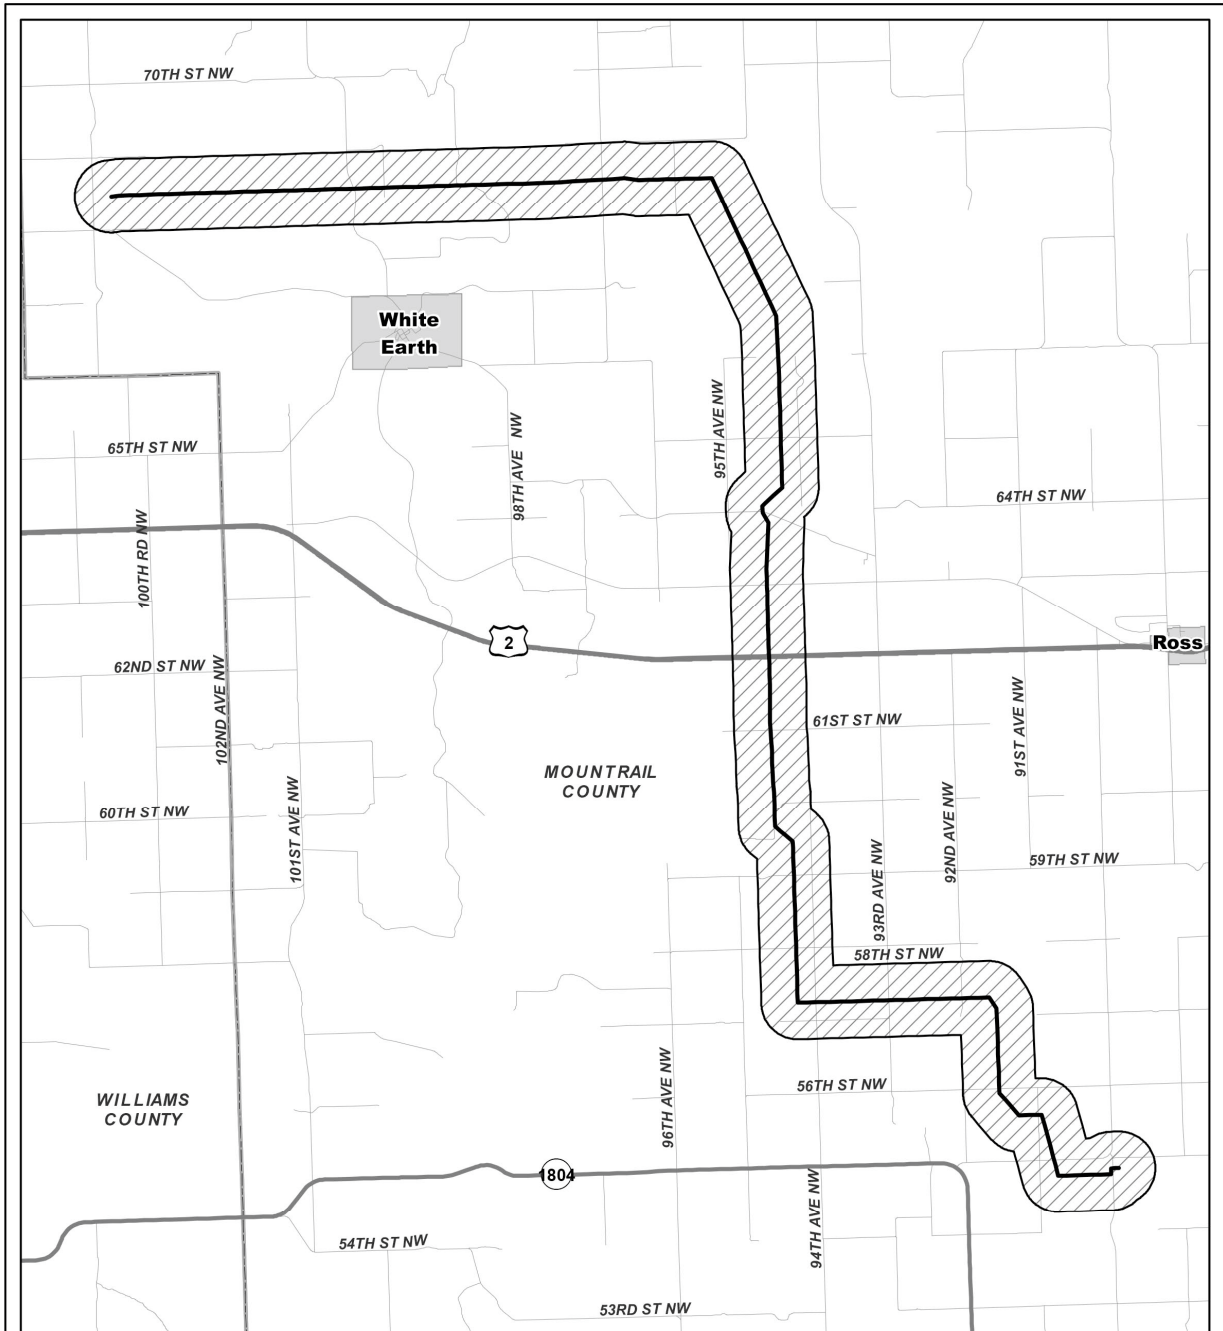 70TH ST NW
White
Earth
95TH AVE NW
98TH AVE NW
65TH ST NW
64TH ST NW
100TH RD NW
2
Ross
62ND ST NW
102ND AVE NW
61ST ST NW
91ST AVE NW
MOUNTRAIL
COUNTY
60TH ST NW
101ST AVE NW
92ND AVE NW
59TH ST NW
93RD AVE NW
58TH ST NW
96TH AVE NW
56TH ST NW
WILLIAMS
COUNTY
1804
94TH AVE NW
54TH ST NW
53RD ST NW